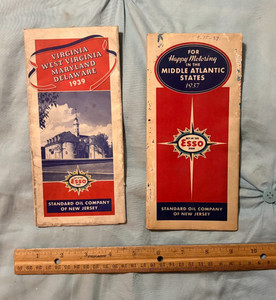 VIRGINIA
WEST VIRGINIA
MARYLAND
DELAWARE
1939
Esso
STANDARD OIL COMPANY
OF NEW JERSEY
FOR
Happy Motoring
IN THE
MIDDLE ATLANTIC
STATES
1937
Esso
STANDARD OIL COMPANY
OF NEW JERSEY